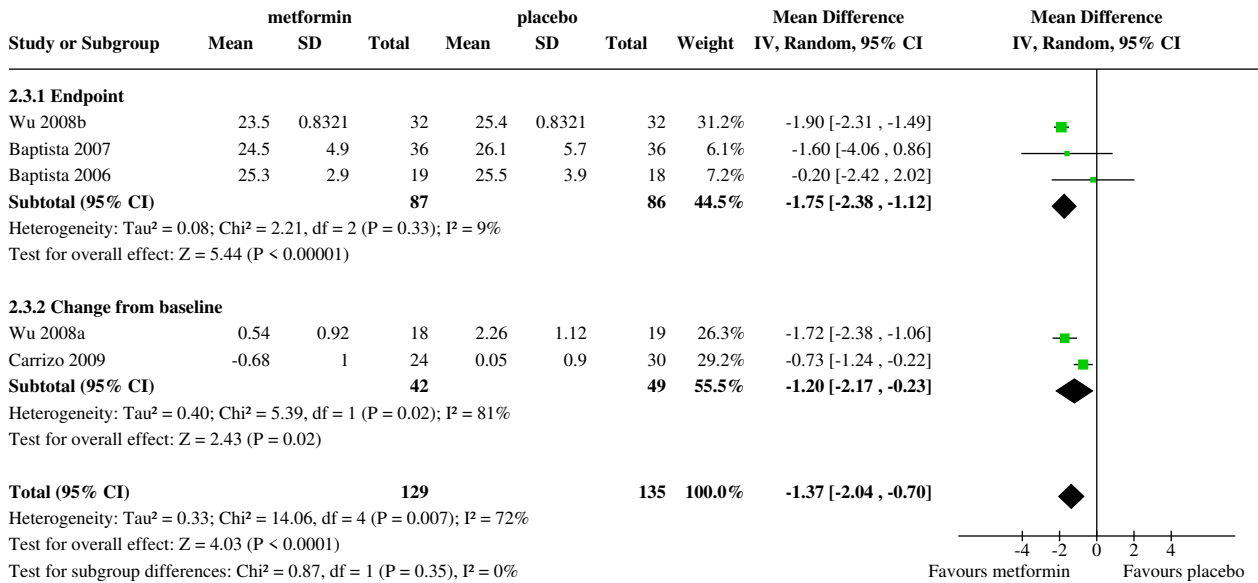 metformin placebo Mean Difference Mean Difference
Study or Subgroup Mean SD Total Mean SD Total Weight IV, Random, 95% CI IV, Random, 95% CI
2.3.1 Endpoint
Wu 2008b 23.5 0.8321 32 25.4 0.8321 32 31.2% -1.90 [-2.31 , -1.49]
Baptista 2007 24.5 4.9 36 26.1 5.7 36 6.1% -1.60 [-4.06 , 0.86]
Baptista 2006 25.3 2.9 19 25.5 3.9 18 7.2% -0.20 [-2.42 , 2.02]
Subtotal (95% CI) 87 86 44.5% -1.75 [-2.38 , -1.12]
Heterogeneity: Tau² = 0.08; Chi² = 2.21, df = 2 (P = 0.33); I² = 9%
Test for overall effect: Z = 5.44 (P < 0.00001)
2.3.2 Change from baseline
Wu 2008a 0.54 0.92 18 2.26 1.12 19 26.3% -1.72 [-2.38 , -1.06]
Carrizo 2009 -0.68 1 24 0.05 0.9 30 29.2% -0.73 [-1.24 , -0.22]
Subtotal (95% CI) 42 49 55.5% -1.20 [-2.17 , -0.23]
Heterogeneity: Tau² = 0.40; Chi² = 5.39, df = 1 (P = 0.02); I² = 81%
Test for overall effect: Z = 2.43 (P = 0.02)
Total (95% CI) 129 135 100.0% -1.37 [-2.04 , -0.70]
Heterogeneity: Tau² = 0.33; Chi² = 14.06, df = 4 (P = 0.007); I² = 72%
Test for overall effect: Z = 4.03 (P < 0.0001)
-4 -2 0 2 4
Test for subgroup differences: Chi² = 0.87, df = 1 (P = 0.35), I² = 0% Favours metformin Favours placebo